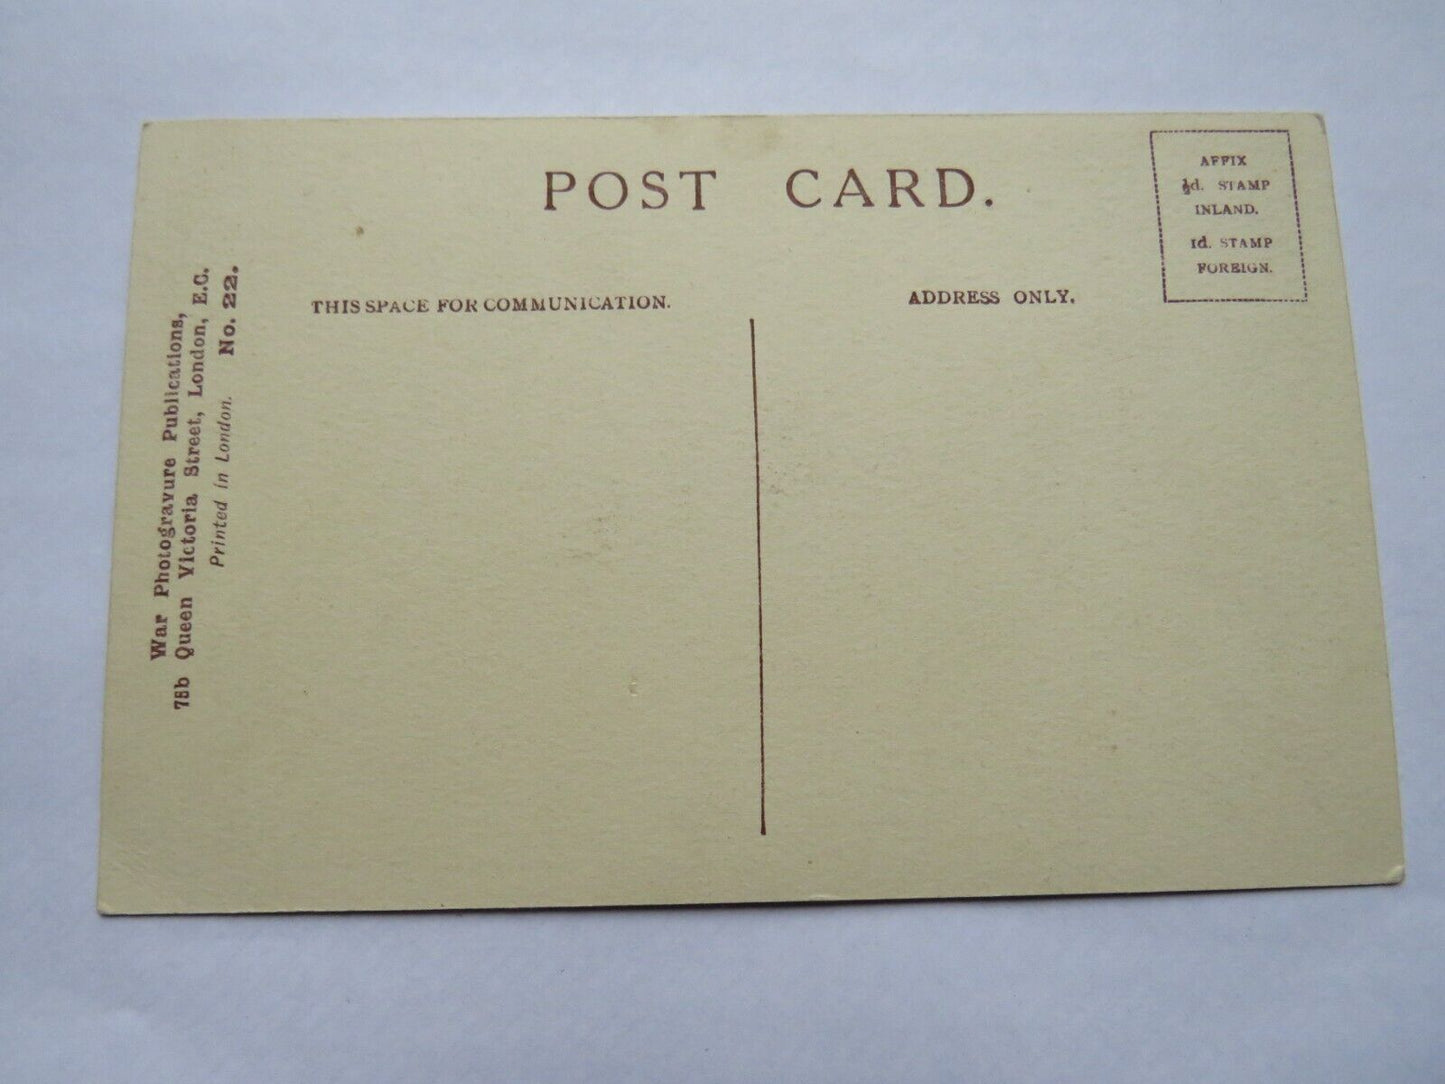 POST CARD.
AFFIX
½d. STAMP
INLAND.
1d. STAMP
FOREIGN.
THIS SPACE FOR COMMUNICATION.
ADDRESS ONLY.
War Photogravure Publications,
75b Queen Victoria Street, London, E.C.
Printed in London. No. 22.